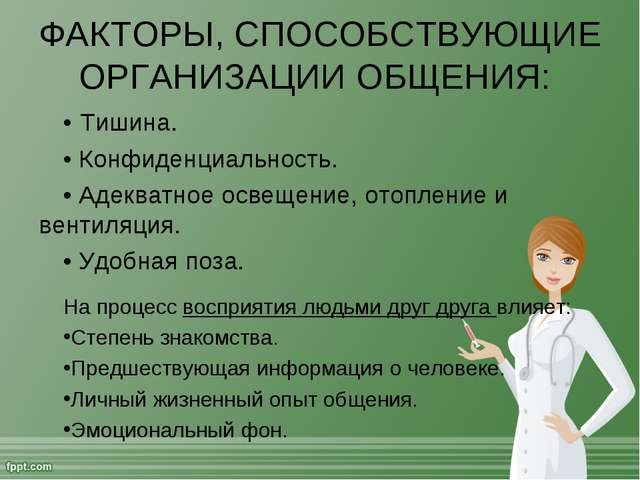 ФАКТОРЫ, СПОСОБСТВУЮЩИЕ
ОРГАНИЗАЦИИ ОБЩЕНИЯ:
• Тишина.
• Конфиденциальность.
• Адекватное освещение, отопление и
вентиляция.
• Удобная поза.
На процесс восприятия людьми друг друга влияет:
•Степень знакомства.
•Предшествующая информация о человеке.
•Личный жизненный опыт общения.
•Эмоциональный фон.
fppt.com